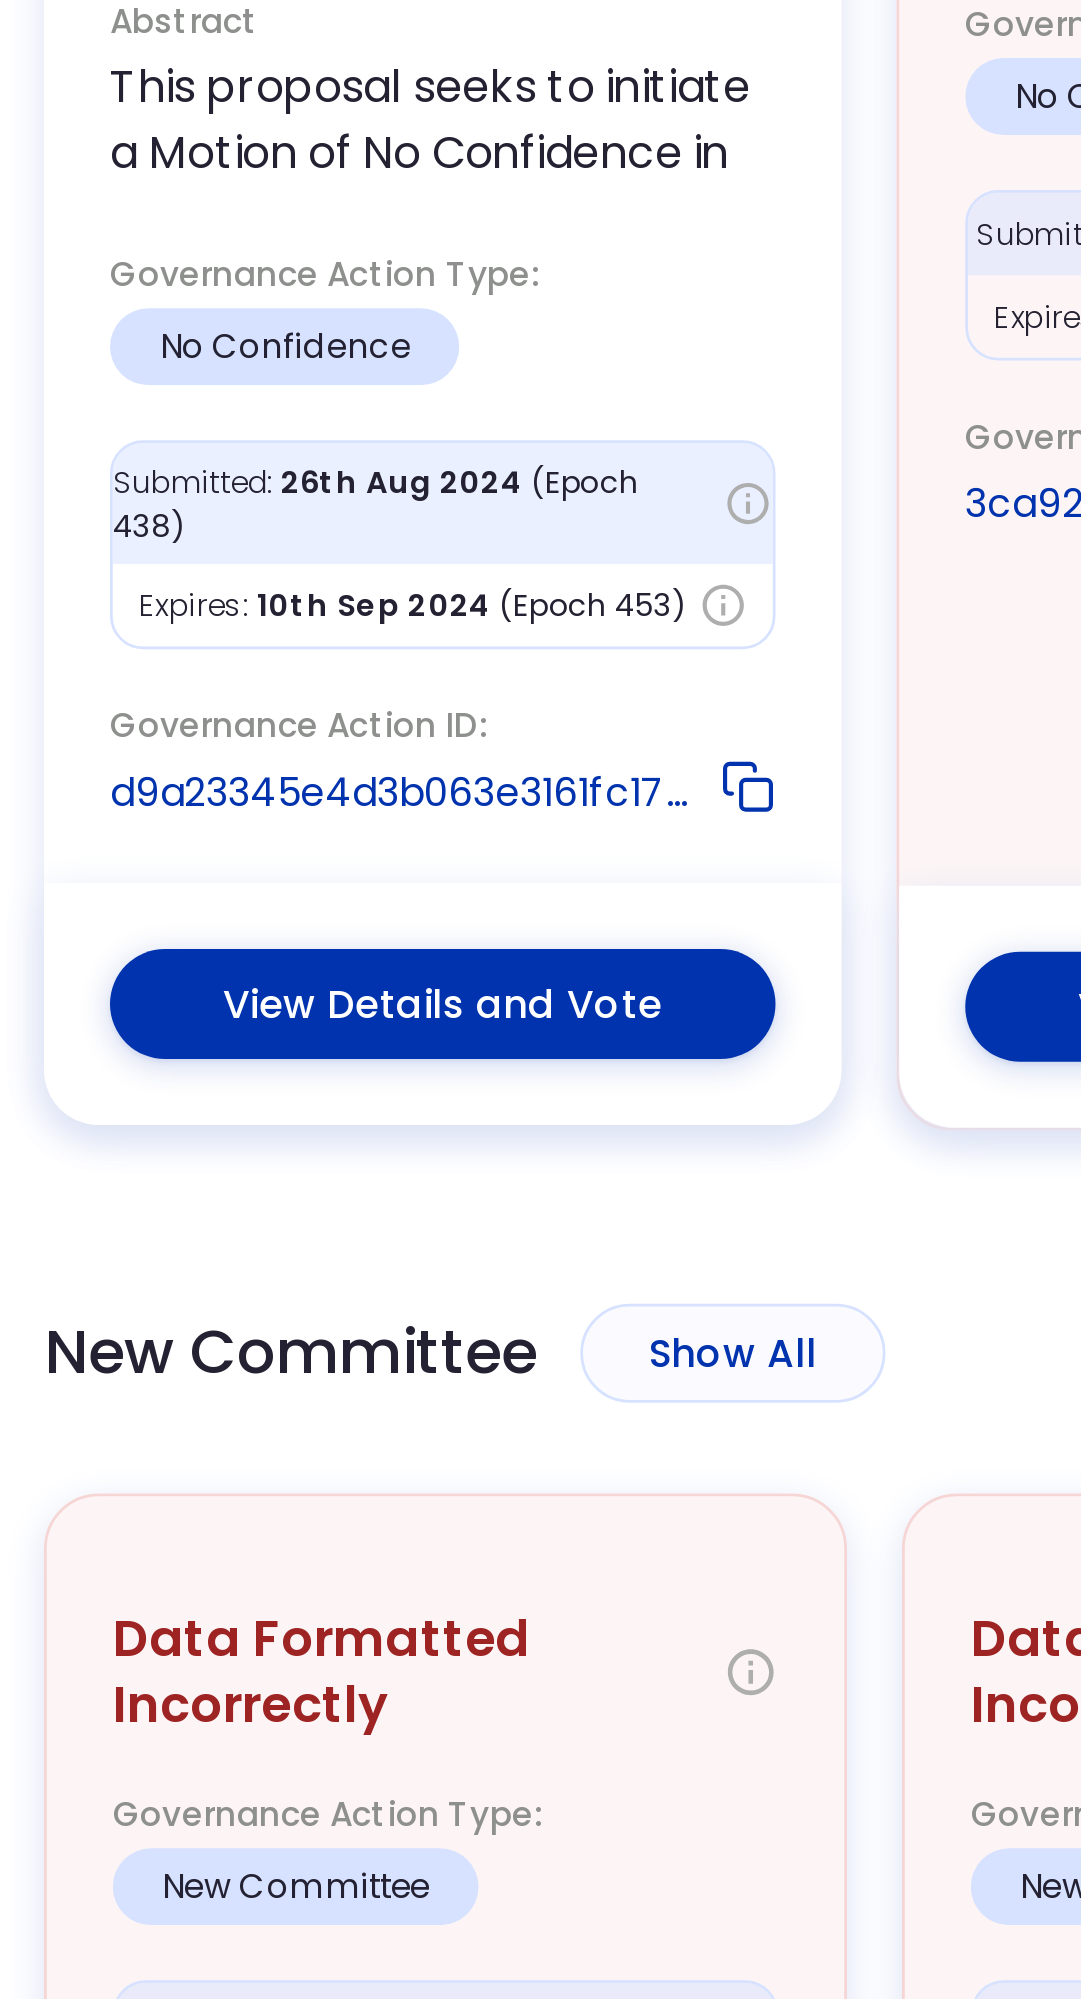 Abstract
This proposal seeks to initiate
a Motion of No Confidence in
Governance Action Type:
No Confidence
Submitted: 26th Aug 2024 (Epoch
438)
Expires: 10th Sep 2024 (Epoch 453)
Governance Action ID:
d9a23345e4d3b063e3161fc17...
View Details and Vote
Govern
No
Submit
Expire
Govern
3ca92
New Committee
Show All
Data Formatted
Incorrectly
Governance Action Type:
New Committee
Data
Inco
Govern
New